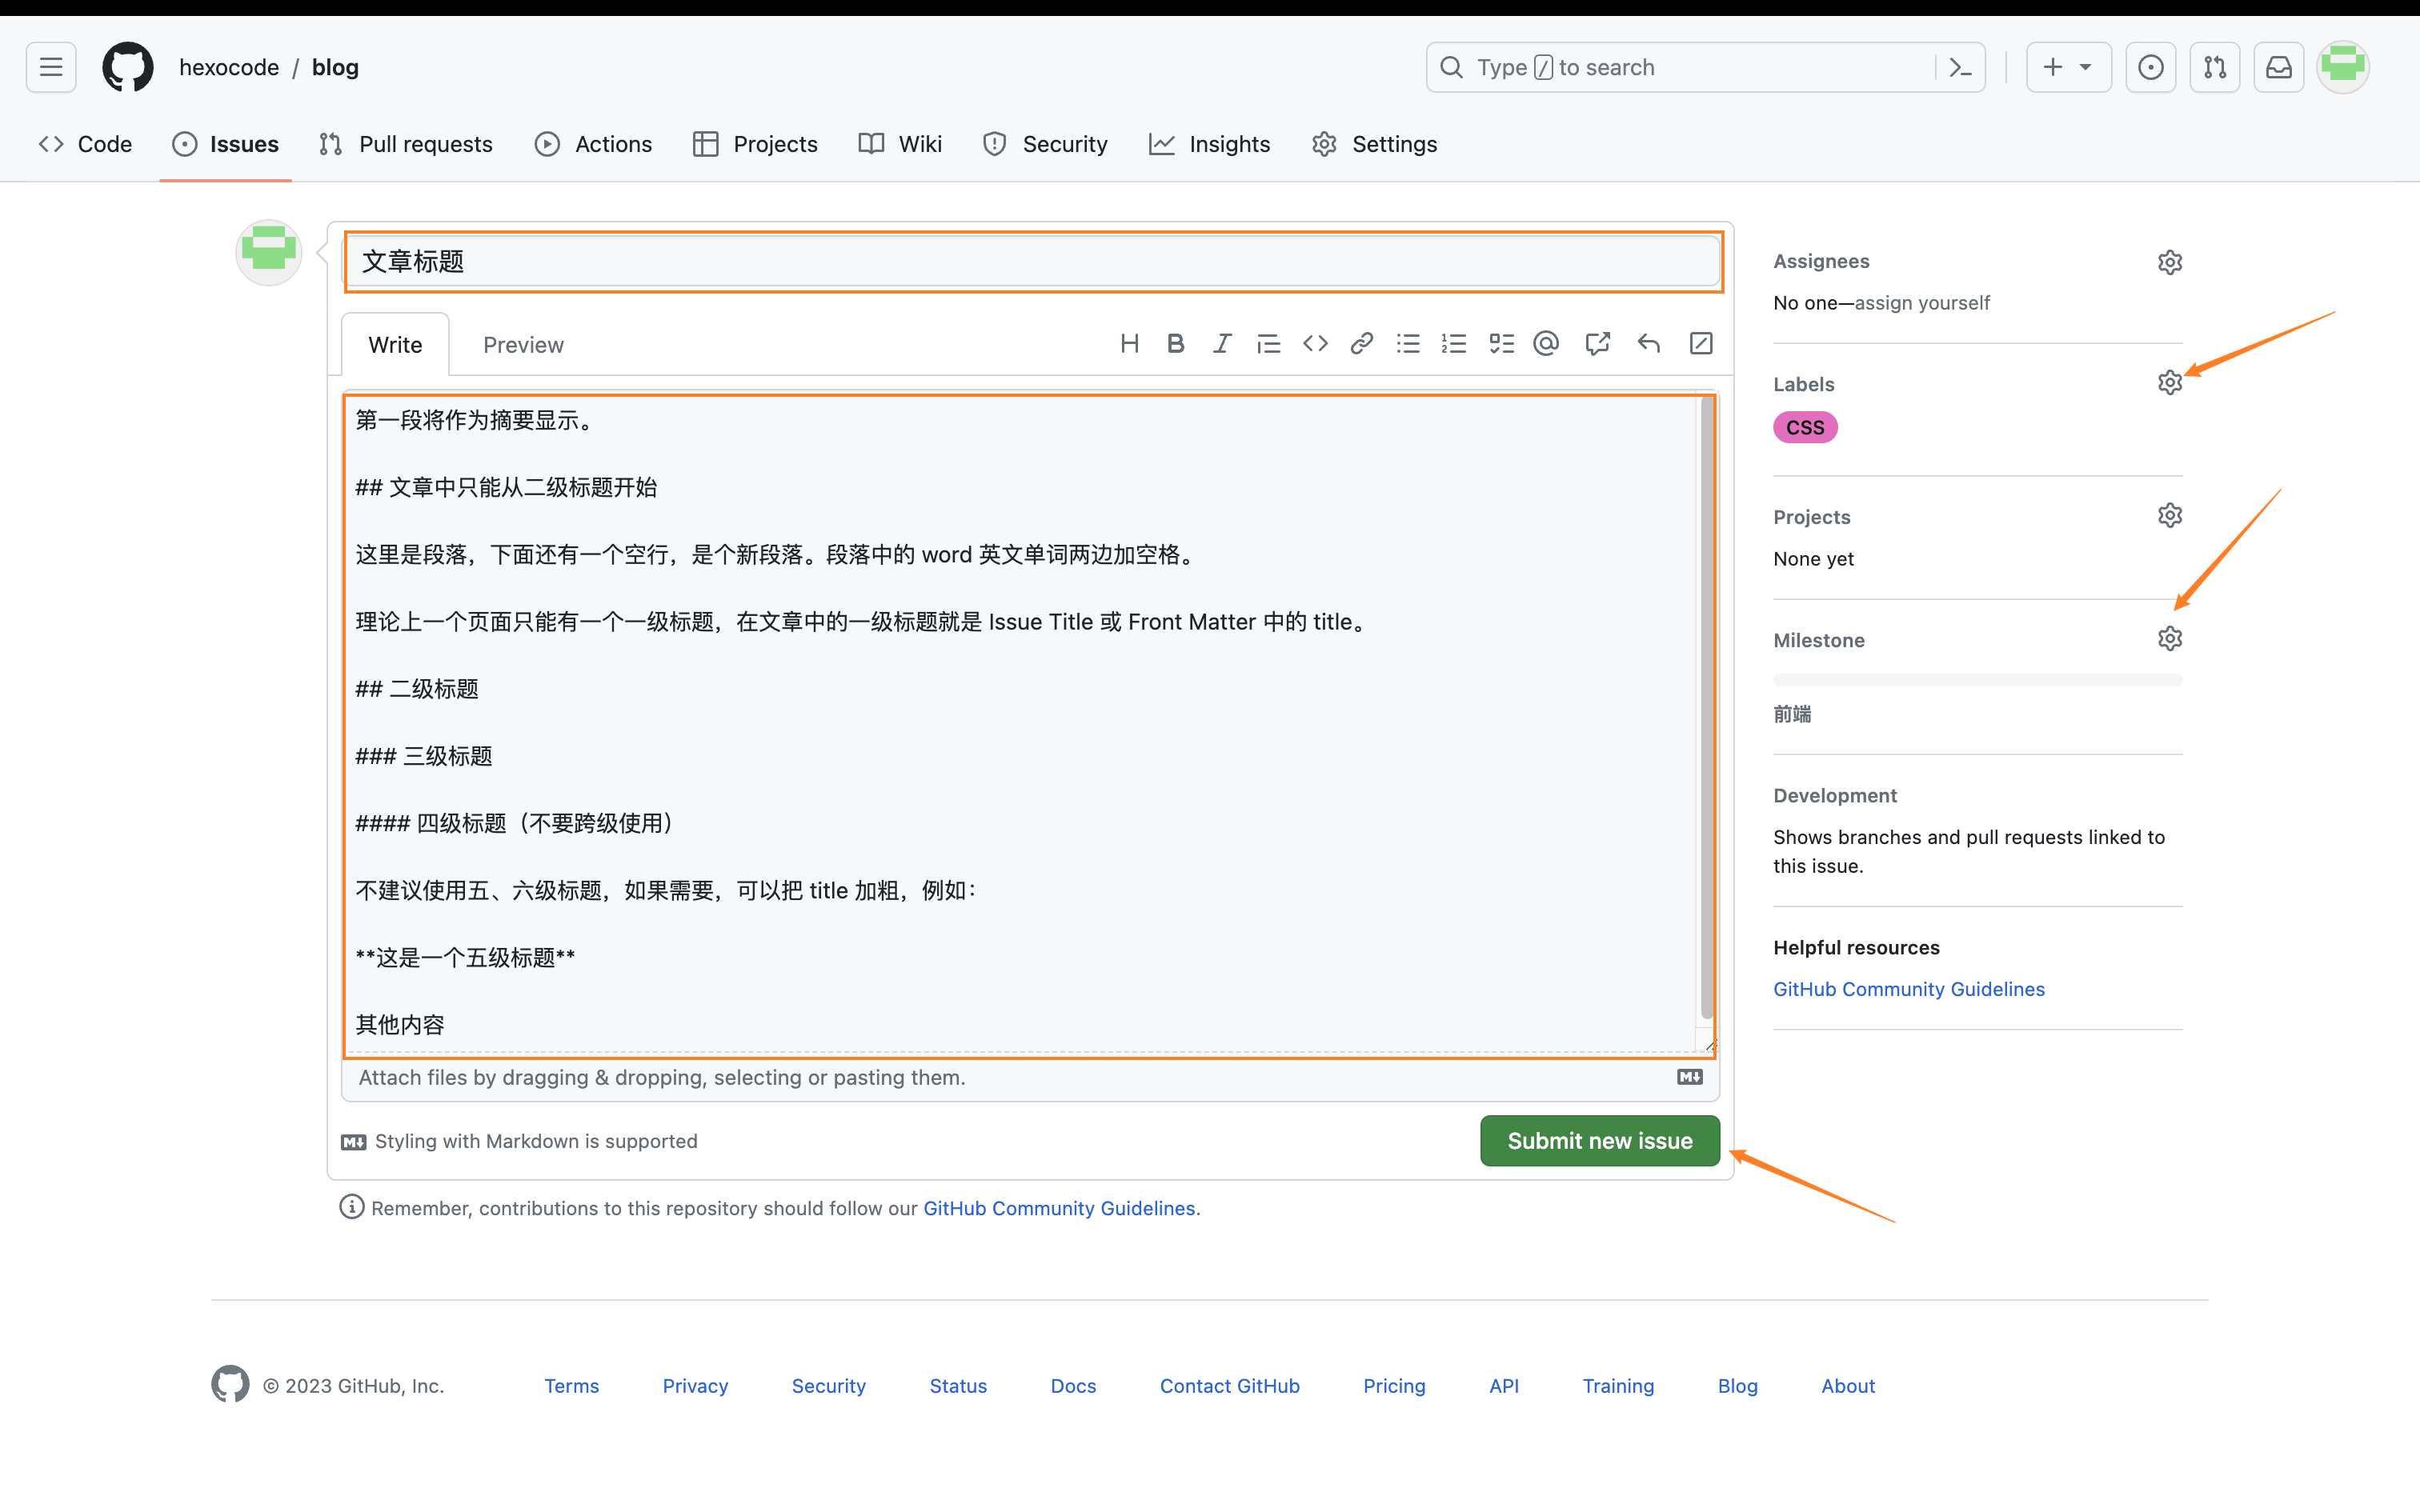 hexocode / blog
Type / to search
Code
Issues
Pull requests
Actions
Projects
Wiki
Security
Insights
Settings
文章标题
Write
Preview
第一段将作为摘要显示。
## 文章中只能从二级标题开始
这里是段落，下面还有一个空行，是个新段落。段落中的 word 英文单词两边加空格。
理论上一个页面只能有一个一级标题，在文章中的一级标题就是 Issue Title 或 Front Matter 中的 title。
## 二级标题
### 三级标题
#### 四级标题（不要跨级使用）
不建议使用五、六级标题，如果需要，可以把 title 加粗，例如：
**这是一个五级标题**
其他内容
Attach files by dragging & dropping, selecting or pasting them.
Styling with Markdown is supported
Submit new issue
Remember, contributions to this repository should follow our GitHub Community Guidelines.
Assignees
No one—assign yourself
Labels
CSS
Projects
None yet
Milestone
前端
Development
Shows branches and pull requests linked to
this issue.
Helpful resources
GitHub Community Guidelines
© 2023 GitHub, Inc.
Terms
Privacy
Security
Status
Docs
Contact GitHub
Pricing
API
Training
Blog
About